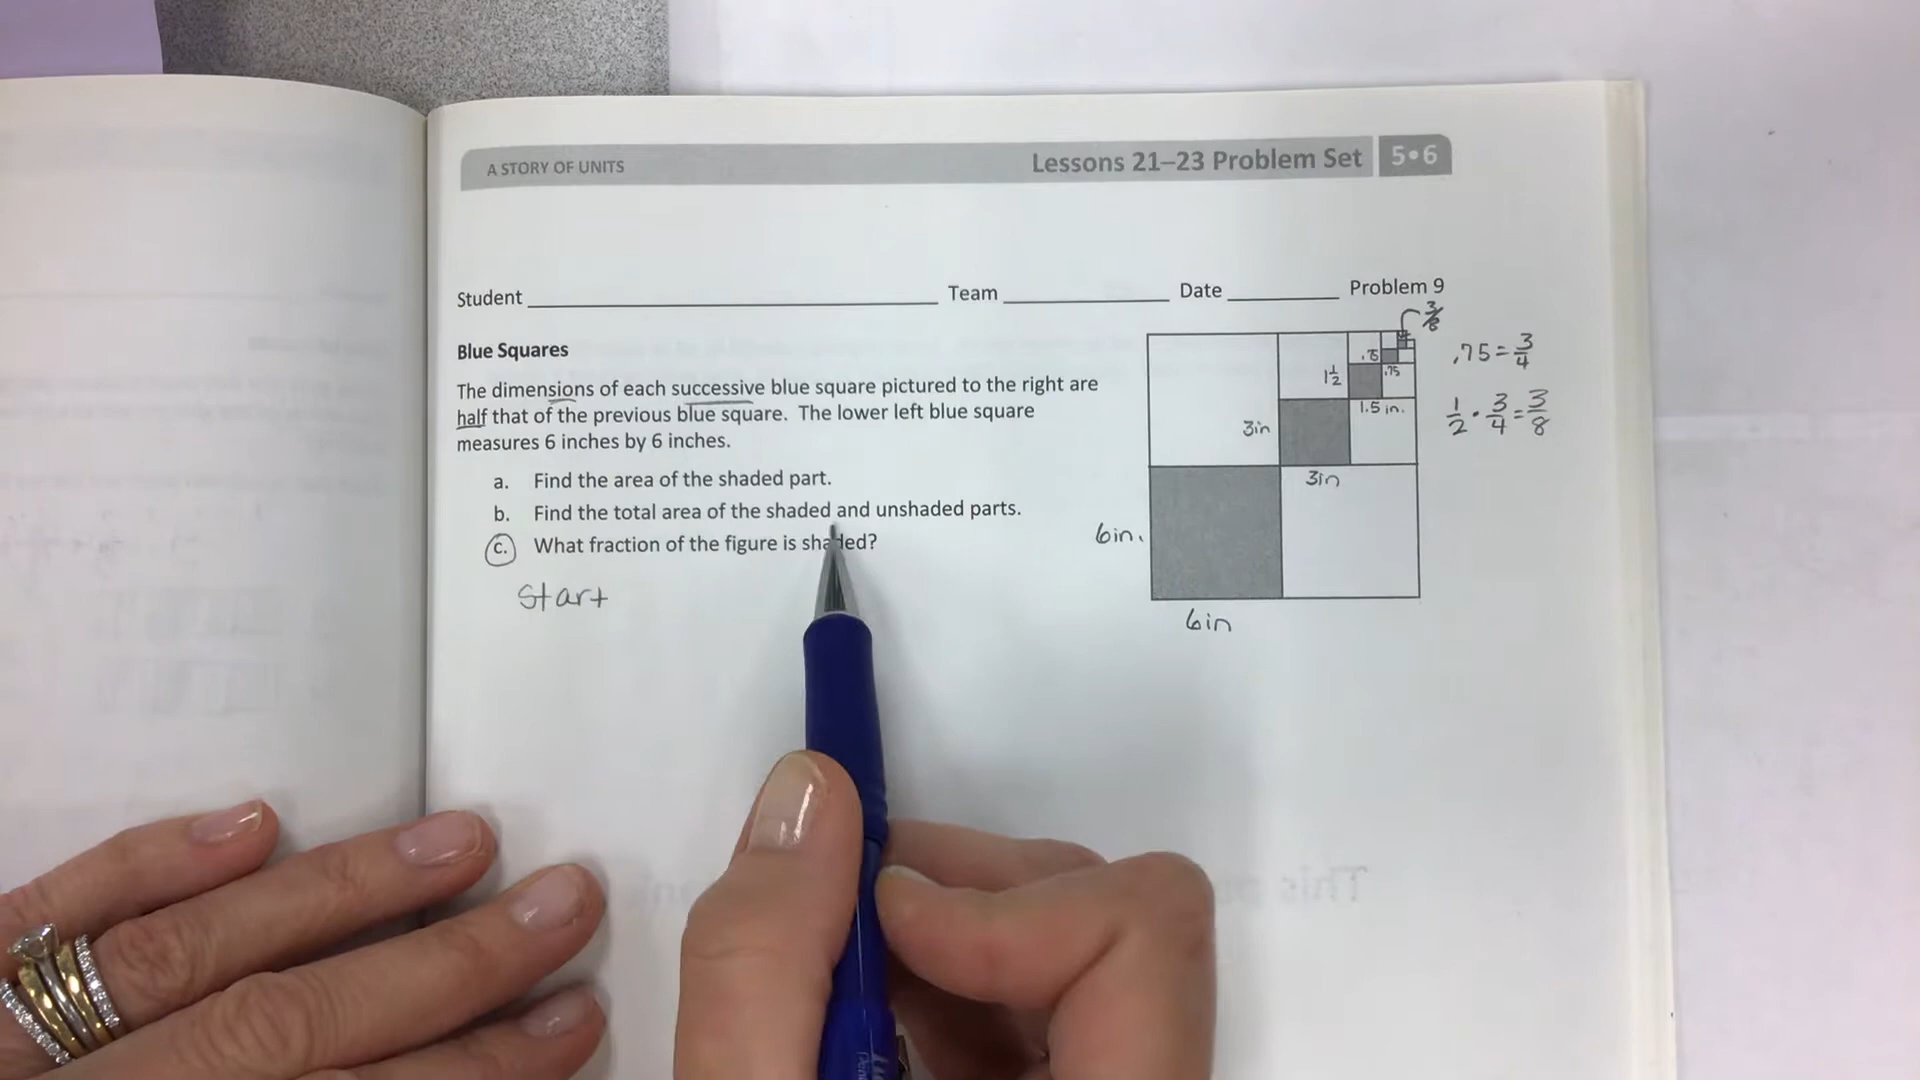 A STORY OF UNITS
Lessons 21–23 Problem Set 5•6
Student Team Date Problem 9
Blue Squares
The dimensions of each successive blue square pictured to the right are
half that of the previous blue square. The lower left blue square
measures 6 inches by 6 inches.
a. Find the area of the shaded part.
b. Find the total area of the shaded and unshaded parts.
c. What fraction of the figure is shaded?
Start
3/8
.75
.75
1 1/2
1.5 in.
3in
3in
6in.
6in
.75 = 3/4
1/2 · 3/4 = 3/8
This